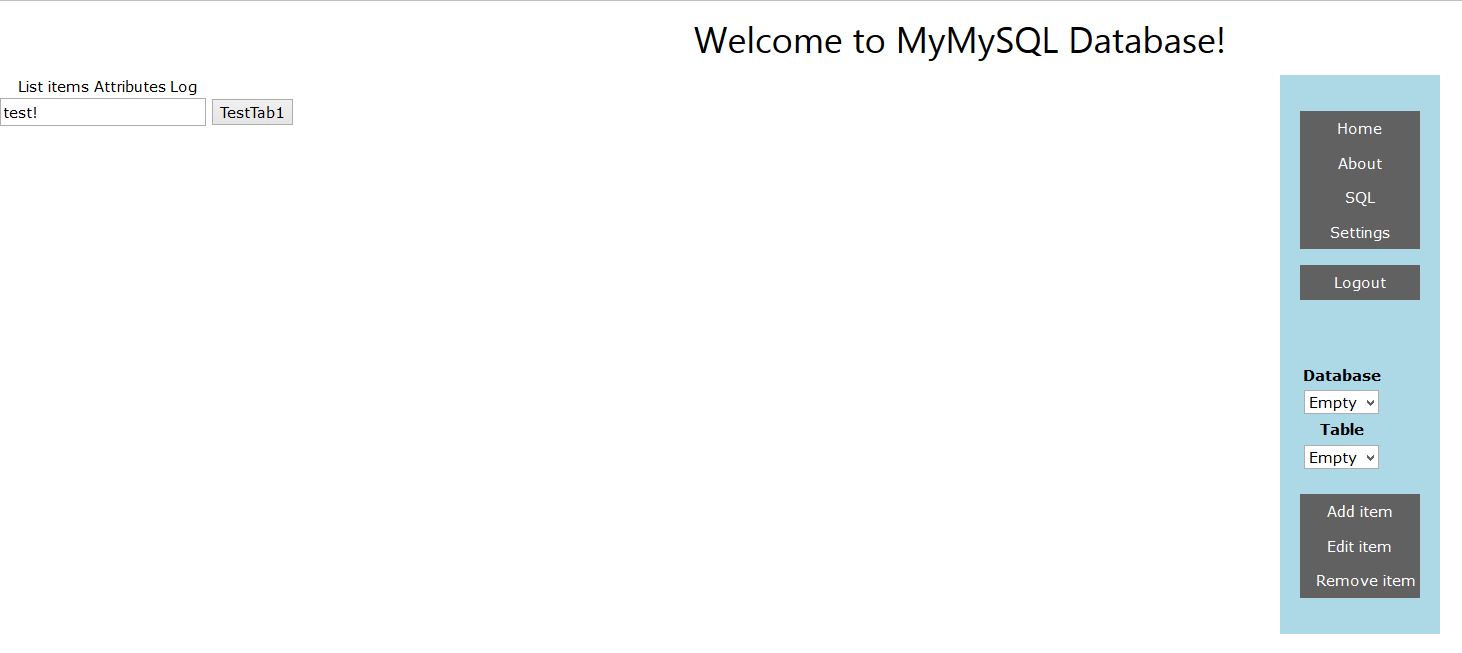 Welcome to MyMySQL Database!
List items Attributes Log
test! TestTab1
Home
About
SQL
Settings
Logout
Database
Empty
Table
Empty
Add item
Edit item
Remove item